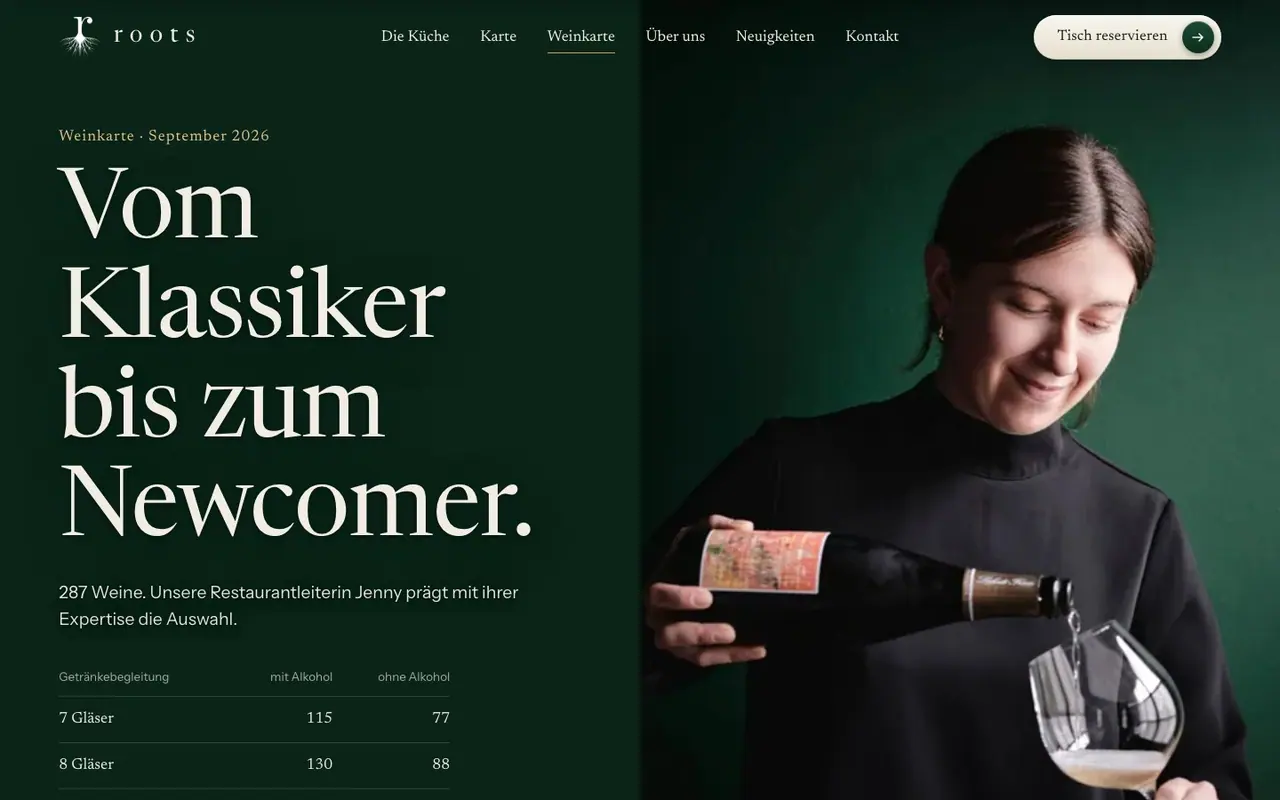 roots
Die Küche Karte Weinkarte Über uns Neuigkeiten Kontakt
Tisch reservieren
Weinkarte · September 2026
Vom
Klassiker
bis zum
Newcomer.
287 Weine. Unsere Restaurantleiterin Jenny prägt mit ihrer
Expertise die Auswahl.
Getränkebegleitung mit Alkohol ohne Alkohol
7 Gläser 115 77
8 Gläser 130 88